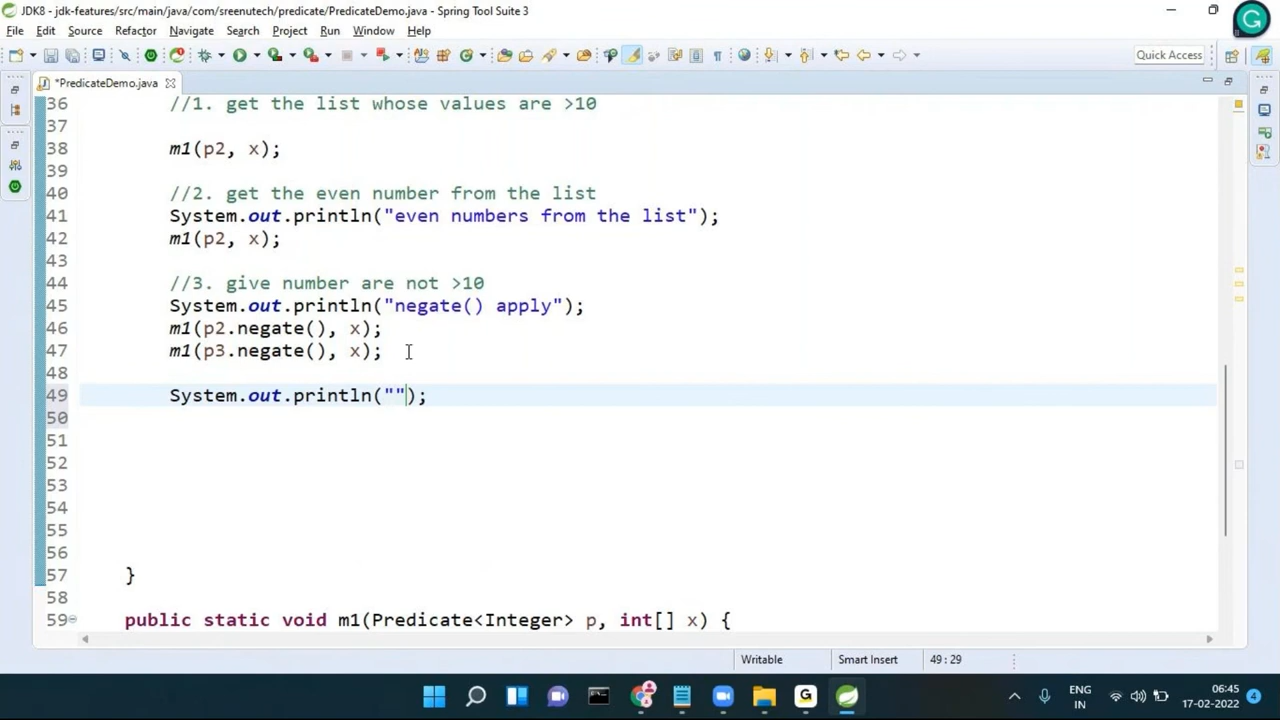 JDK8 - jdk-features/src/main/java/com/sreenutech/predicate/PredicateDemo.java - Spring Tool Suite 3
File Edit Source Refactor Navigate Search Project Run Window Help
Quick Access
*PredicateDemo.java
36 //1. get the list whose values are >10
37
38 m1(p2, x);
39
40 //2. get the even number from the list
41 System.out.println("even numbers from the list");
42 m1(p2, x);
43
44 //3. give number are not >10
45 System.out.println("negate() apply");
46 m1(p2.negate(), x);
47 m1(p3.negate(), x);
48
49 System.out.println("");
50
51
52
53
54
55
56
57 }
58
59 public static void m1(Predicate<Integer> p, int[] x) {
Writable Smart Insert 49 : 29
ENG 06:45
IN 17-02-2022 4